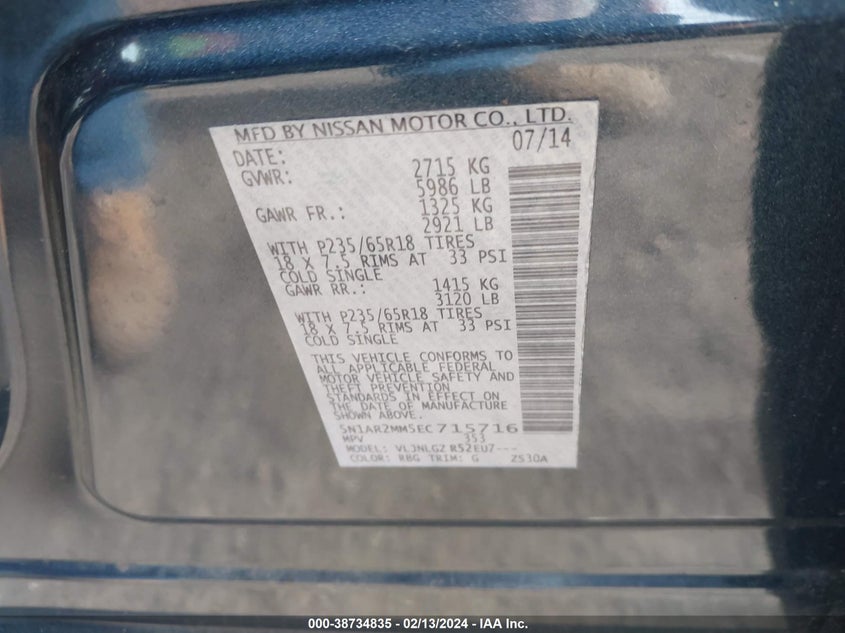 MFD BY NISSAN MOTOR CO., LTD.
DATE: 07/14
GVWR: 2715 KG
5986 LB
GAWR FR.: 1325 KG
2921 LB
WITH P235/65R18 TIRES
18 X 7.5 RIMS AT 33 PSI
COLD SINGLE
GAWR RR.: 1415 KG
3120 LB
WITH P235/65R18 TIRES
18 X 7.5 RIMS AT 33 PSI
COLD SINGLE
THIS VEHICLE CONFORMS TO
ALL APPLICABLE FEDERAL
MOTOR VEHICLE SAFETY AND
THEFT PREVENTION
STANDARDS IN EFFECT ON
THE DATE OF MANUFACTURE
SHOWN ABOVE.
5N1AR2MM5EC715716
MPV 353
MODEL: VLJNLGZ R52EU7---
COLOR: RBG TRIM: G Z530A
000-38734835 - 02/13/2024 - IAA Inc.